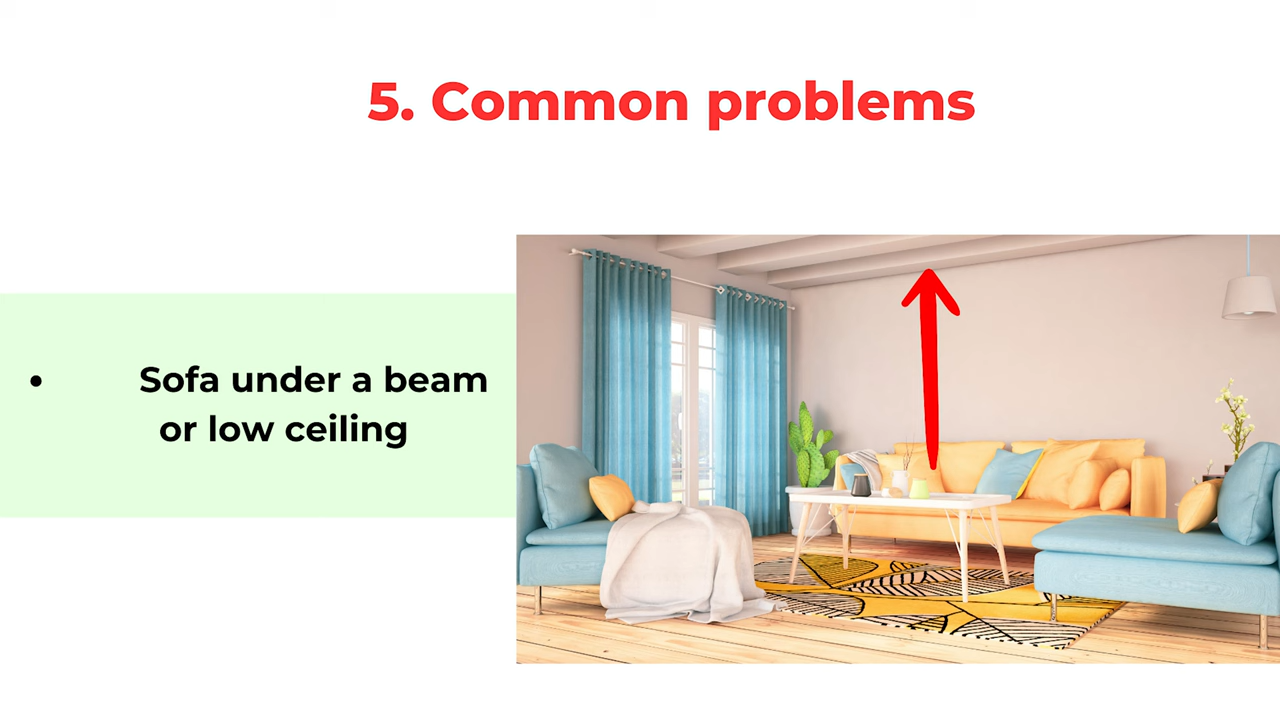 5. Common problems
• Sofa under a beam
or low ceiling